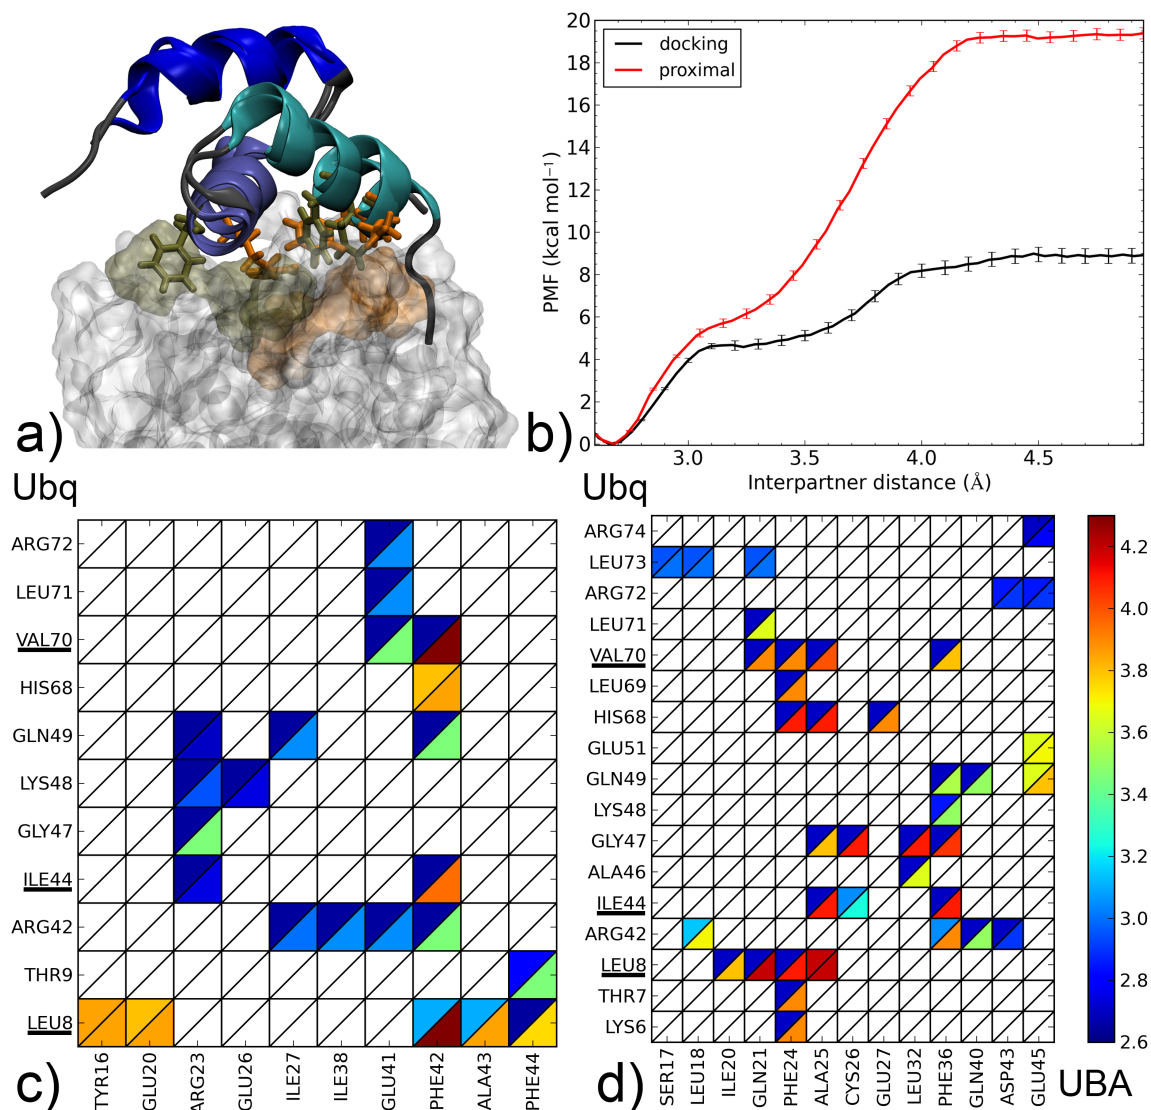 a)
20
18
16
14
12
10
8
6
4
2
0
PMF (kcal mol⁻¹)
docking
proximal
3.0 3.5 4.0 4.5
Interpartner distance (Å)
b)
Ubq
ARG72
LEU71
VAL70
HIS68
GLN49
LYS48
GLY47
ILE44
ARG42
THR9
LEU8
TYR16 GLU20 ARG23 GLU26 ILE27 ILE38 GLU41 PHE42 ALA43 PHE44
c)
Ubq
ARG74
LEU73
ARG72
LEU71
VAL70
LEU69
HIS68
GLU51
GLN49
LYS48
GLY47
ALA46
ILE44
ARG42
LEU8
THR7
LYS6
SER17 LEU18 ILE20 GLN21 PHE24 ALA25 CYS26 GLU27 LEU32 PHE36 GLN40 ASP43 GLU45
d)
UBA
4.2
4.0
3.8
3.6
3.4
3.2
3.0
2.8
2.6